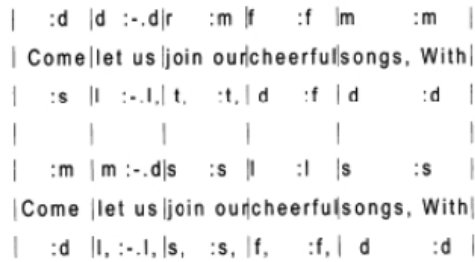 | :d |d :-.d|r :m |f :f |m :m |
| Come|let us|join our|cheerful|songs, With|
| :s |l :-.l,|t, :t,|d :f |d :d |
| | | | | |
| :m |m :-.d|s :s |l :l |s :s |
|Come |let us|join our|cheerful|songs, With|
| :d |l, :-.l,|s, :s,|f, :f,| d :d |